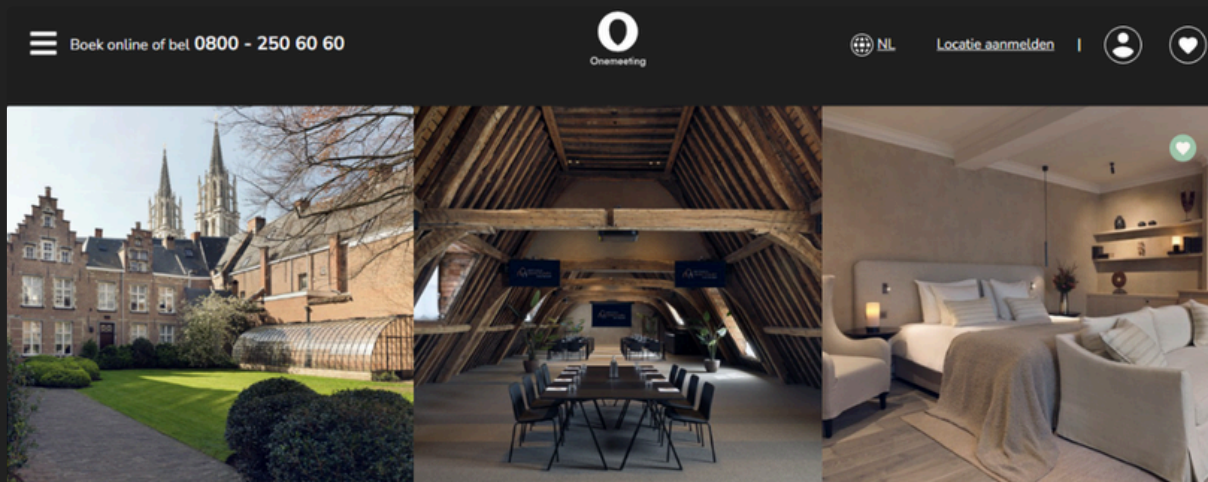 Boek online of bel 0800 - 250 60 60
Onemeeting
NL
Locatie aanmelden |